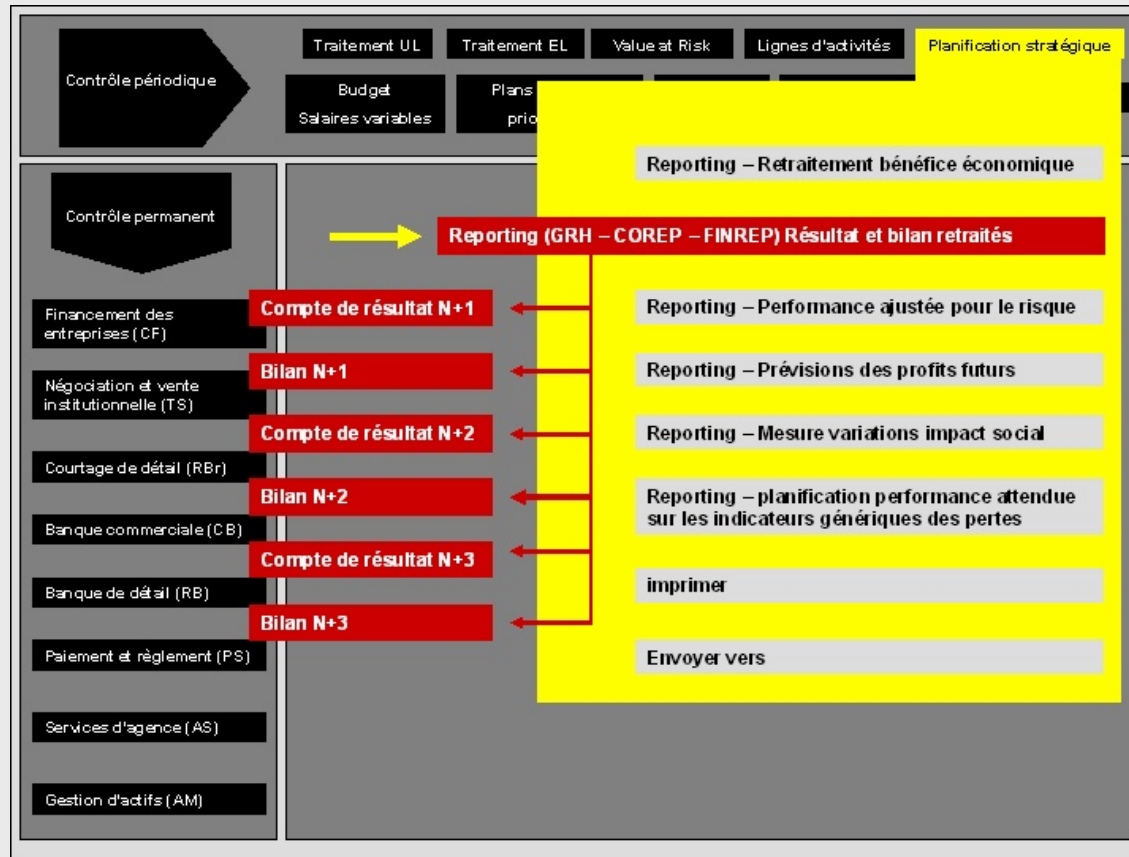 Contrôle périodique
Traitement UL
Traitement EL
Value at Risk
Lignes d'activités
Planification stratégique
Budget
Salaires variables
Plans
Reporting – Retraitement bénéfice économique
Contrôle permanent
Reporting (GRH – COREP – FINREP) Résultat et bilan retraités
Financement des
entreprises (CF)
Négociation et vente
institutionnelle (TS)
Courtage de détail (RBr)
Banque commerciale (CB)
Banque de détail (RB)
Paiement et règlement (PS)
Services d'agence (AS)
Gestion d'actifs (AM)
Compte de résultat N+1
Bilan N+1
Compte de résultat N+2
Bilan N+2
Compte de résultat N+3
Bilan N+3
Reporting – Performance ajustée pour le risque
Reporting – Prévisions des profits futurs
Reporting – Mesure variations impact social
Reporting – planification performance attendue
sur les indicateurs génériques des pertes
imprimer
Envoyer vers